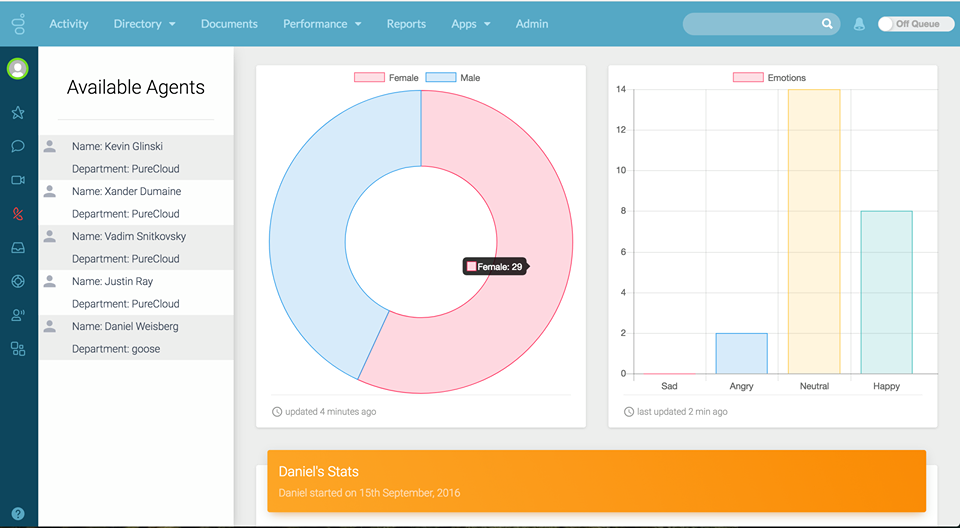 Activity Directory Documents Performance Reports Apps Admin Off Queue
Available Agents
Name: Kevin Glinski
Department: PureCloud
Name: Xander Dumaine
Department: PureCloud
Name: Vadim Snitkovsky
Department: PureCloud
Name: Justin Ray
Department: PureCloud
Name: Daniel Weisberg
Department: goose
Female Male
Female: 29
updated 4 minutes ago
Emotions
14
12
10
8
6
4
2
0
Sad Angry Neutral Happy
last updated 2 min ago
Daniel's Stats
Daniel started on 15th September, 2016
?